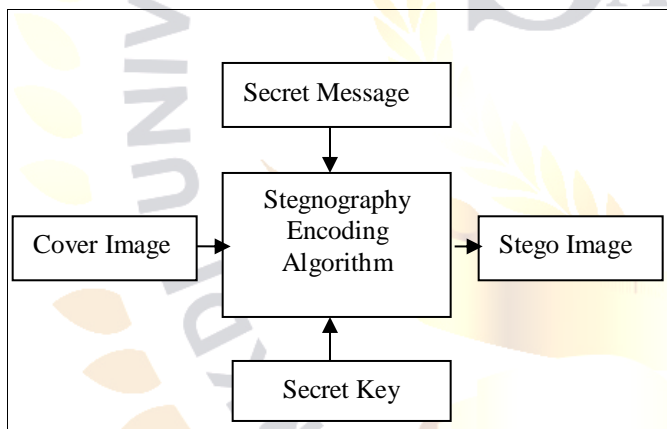 Secret Message
Stegnography
Encoding
Algorithm
Cover Image
Stego Image
Secret Key